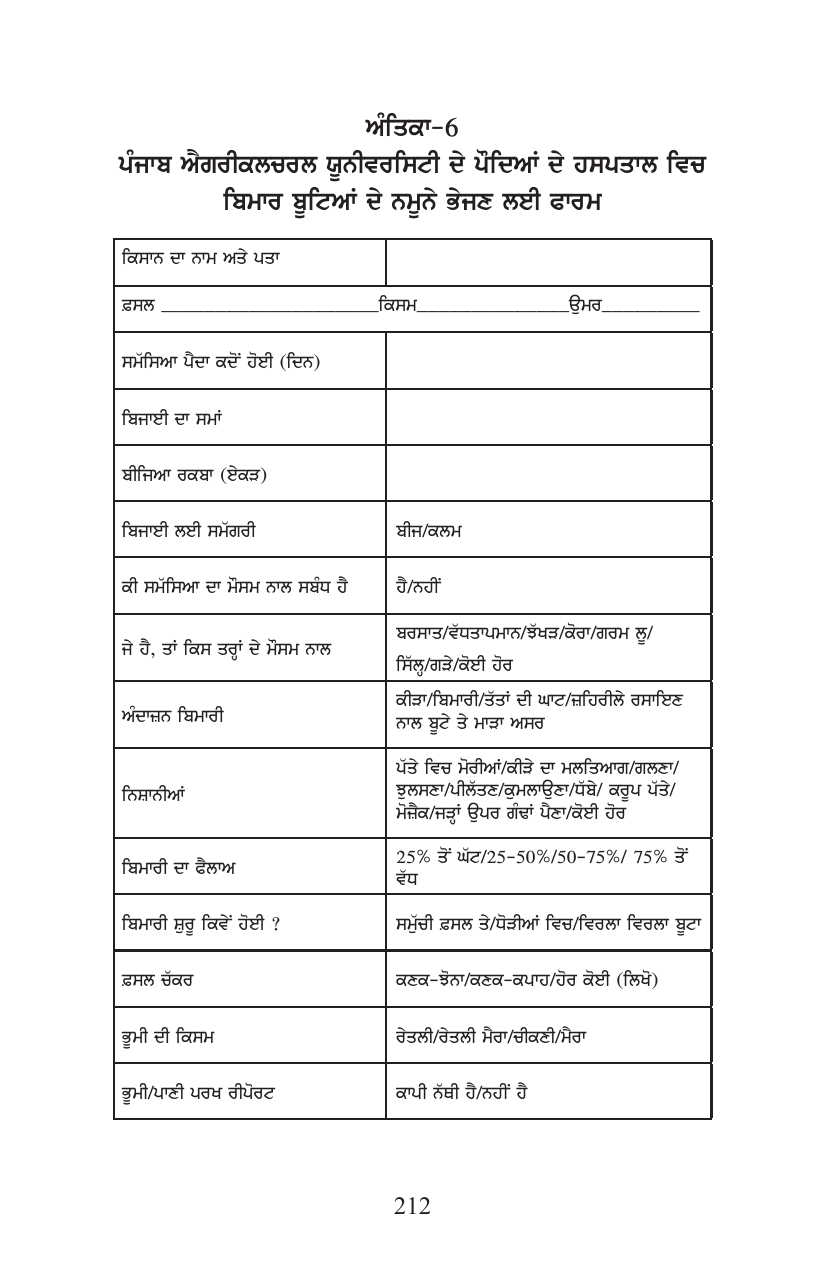 ਅੰਤਿਕਾ-6
ਪੰਜਾਬ ਐਗਰੀਕਲਚਰਲ ਯੂਨੀਵਰਸਿਟੀ ਦੇ ਪੌਦਿਆਂ ਦੇ ਹਸਪਤਾਲ ਵਿਚ
ਬਿਮਾਰ ਬੂਟਿਆਂ ਦੇ ਨਮੂਨੇ ਭੇਜਣ ਲਈ ਫਾਰਮ
ਕਿਸਾਨ ਦਾ ਨਾਮ ਅਤੇ ਪਤਾ
ਫ਼ਸਲ ____________________ਕਿਸਮ______________ਉਮਰ_________
ਸਮੱਸਿਆ ਪੈਦਾ ਕਦੋਂ ਹੋਈ (ਦਿਨ)
ਬਿਜਾਈ ਦਾ ਸਮਾਂ
ਬੀਜਿਆ ਰਕਬਾ (ਏਕੜ)
ਬਿਜਾਈ ਲਈ ਸਮੱਗਰੀ ਬੀਜ/ਕਲਮ
ਕੀ ਸਮੱਸਿਆ ਦਾ ਮੌਸਮ ਨਾਲ ਸਬੰਧ ਹੈ ਹੈ/ਨਹੀਂ
ਜੇ ਹੈ, ਤਾਂ ਕਿਸ ਤਰ੍ਹਾਂ ਦੇ ਮੌਸਮ ਨਾਲ ਬਰਸਾਤ/ਵੱਧਤਾਪਮਾਨ/ਝੱਖੜ/ਕੋਰਾ/ਗਰਮ ਲੂ/
ਸਿੱਲ੍ਹ/ਗੜੇ/ਕੋਈ ਹੋਰ
ਅੰਦਾਜ਼ਨ ਬਿਮਾਰੀ ਕੀੜਾ/ਬਿਮਾਰੀ/ਤੱਤਾਂ ਦੀ ਘਾਟ/ਜ਼ਹਿਰੀਲੇ ਰਸਾਇਣ
ਨਾਲ ਬੂਟੇ ਤੇ ਮਾੜਾ ਅਸਰ
ਨਿਸ਼ਾਨੀਆਂ ਪੱਤੇ ਵਿਚ ਮੋਰੀਆਂ/ਕੀੜੇ ਦਾ ਮਲਤਿਆਗ/ਗਲਣਾ/
ਝੁਲਸਣਾ/ਪੀਲੱਤਣ/ਕੁਮਲਾਉਣਾ/ਧੱਬੇ/ ਕਰੂਪ ਪੱਤੇ/
ਮੋਜ਼ੈਕ/ਜੜ੍ਹਾਂ ਉਪਰ ਗੰਢਾਂ ਪੈਣਾ/ਕੋਈ ਹੋਰ
ਬਿਮਾਰੀ ਦਾ ਫੈਲਾਅ 25% ਤੋਂ ਘੱਟ/25-50%/50-75%/ 75% ਤੋਂ
ਵੱਧ
ਬਿਮਾਰੀ ਸ਼ੁਰੂ ਕਿਵੇਂ ਹੋਈ ? ਸਮੁੱਚੀ ਫ਼ਸਲ ਤੇ/ਧੋੜੀਆਂ ਵਿਚ/ਵਿਰਲਾ ਵਿਰਲਾ ਬੂਟਾ
ਫ਼ਸਲ ਚੱਕਰ ਕਣਕ-ਝੋਨਾ/ਕਣਕ-ਕਪਾਹ/ਹੋਰ ਕੋਈ (ਲਿਖੋ)
ਭੂਮੀ ਦੀ ਕਿਸਮ ਰੇਤਲੀ/ਰੇਤਲੀ ਮੈਰਾ/ਚੀਕਣੀ/ਮੈਰਾ
ਭੂਮੀ/ਪਾਣੀ ਪਰਖ ਰੀਪੋਰਟ ਕਾਪੀ ਨੱਥੀ ਹੈ/ਨਹੀਂ ਹੈ
212